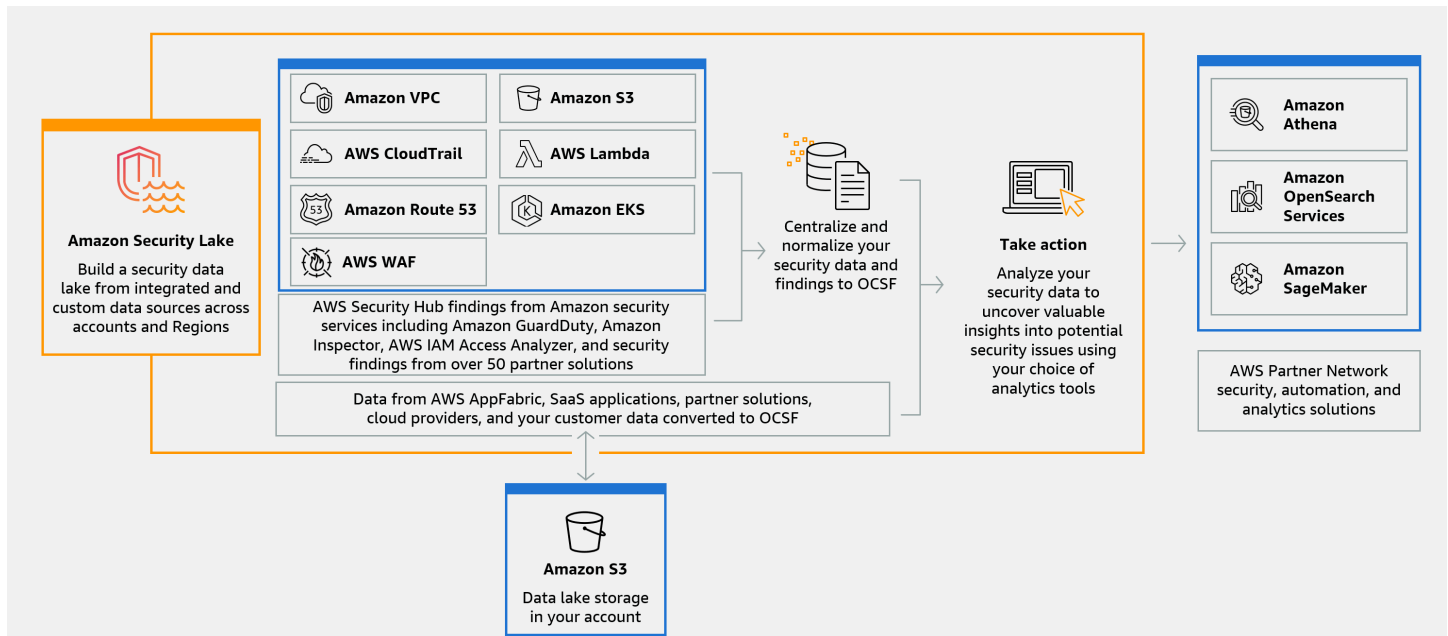 Amazon Security Lake
Build a security data
lake from integrated and
custom data sources across
accounts and Regions
Amazon VPC
Amazon S3
AWS CloudTrail
AWS Lambda
53
Amazon Route 53
K
Amazon EKS
AWS WAF
AWS Security Hub findings from Amazon security
services including Amazon GuardDuty, Amazon
Inspector, AWS IAM Access Analyzer, and security
findings from over 50 partner solutions
Data from AWS AppFabric, SaaS applications, partner solutions,
cloud providers, and your customer data converted to OCSF
Centralize and
normalize your
security data and
findings to OCSF
Take action
Analyze your
security data to
uncover valuable
insights into potential
security issues using
your choice of
analytics tools
Amazon
Athena
Amazon
OpenSearch
Services
Amazon
SageMaker
AWS Partner Network
security, automation, and
analytics solutions
Amazon S3
Data lake storage
in your account